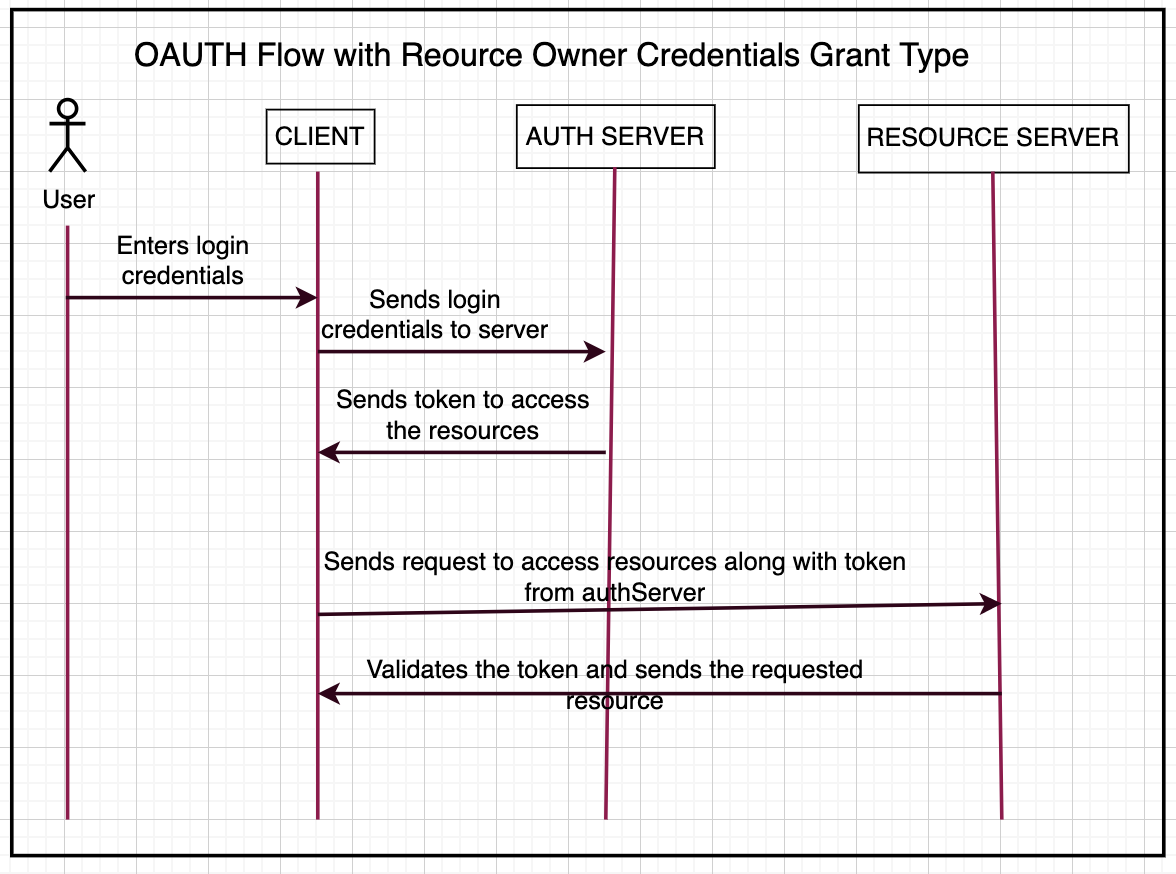 OAUTH Flow with Reource Owner Credentials Grant Type
CLIENT
AUTH SERVER
RESOURCE SERVER
User
Enters login
credentials
Sends login
credentials to server
Sends token to access
the resources
Sends request to access resources along with token
from authServer
Validates the token and sends the requested
resource